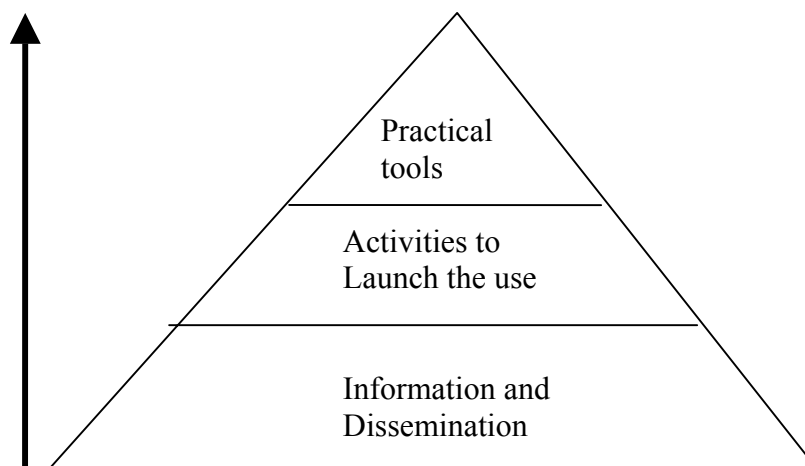 Practical
tools
Activities to
Launch the use
Information and
Dissemination